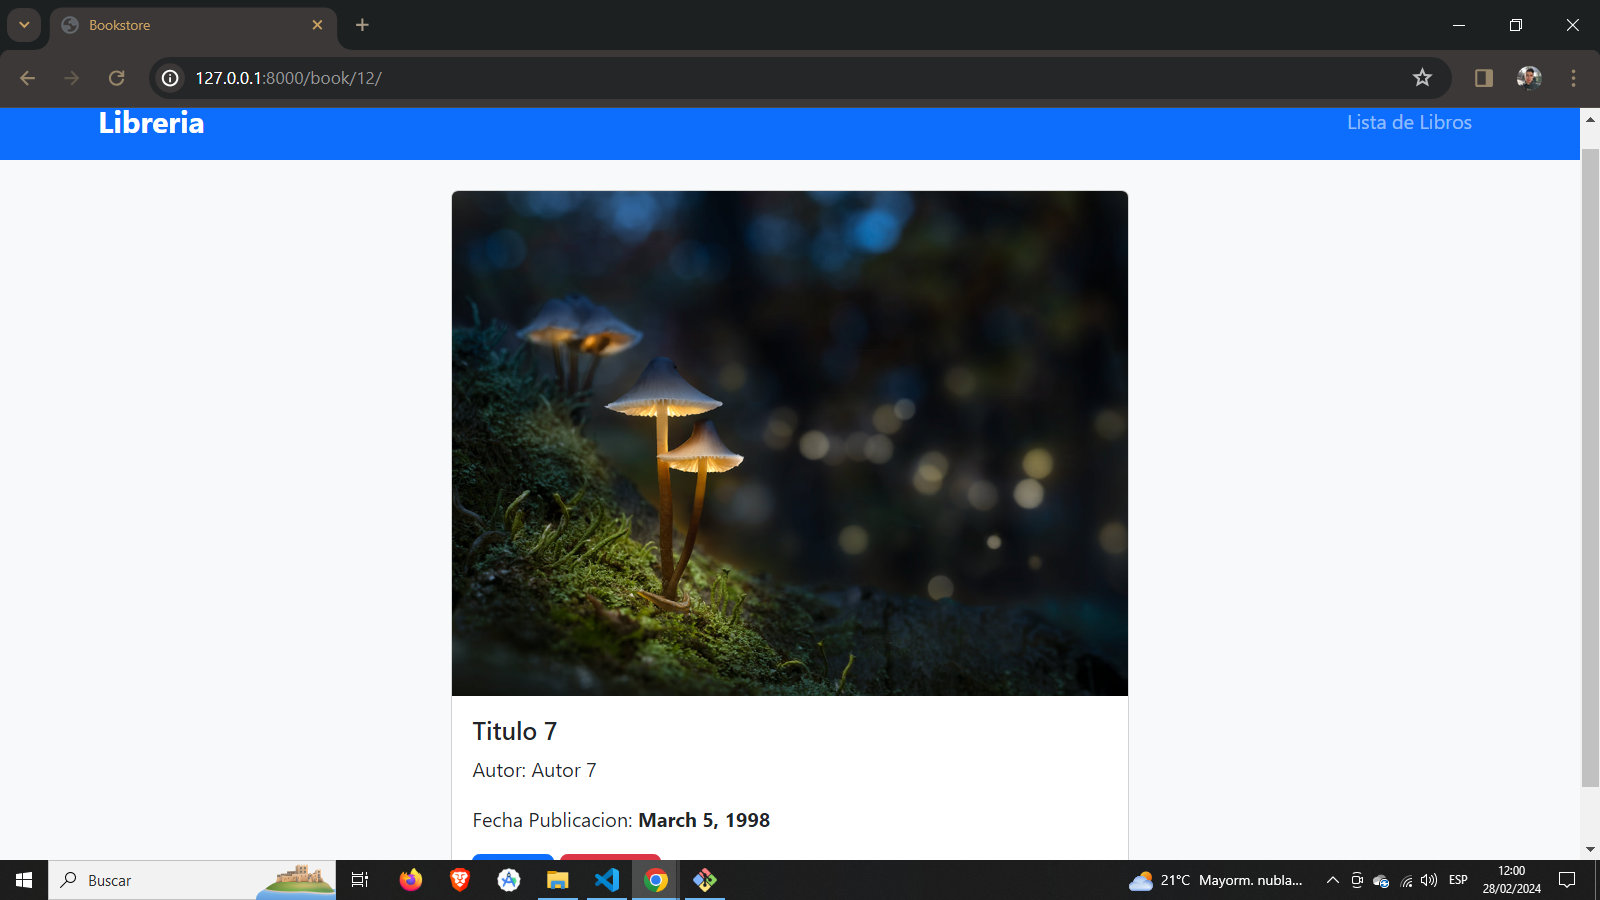 Bookstore
127.0.0.1:8000/book/12/
Libreria
Lista de Libros
Titulo 7
Autor: Autor 7
Fecha Publicacion: March 5, 1998
Buscar
21°C Mayorm. nubla...
ESP
12:00
28/02/2024